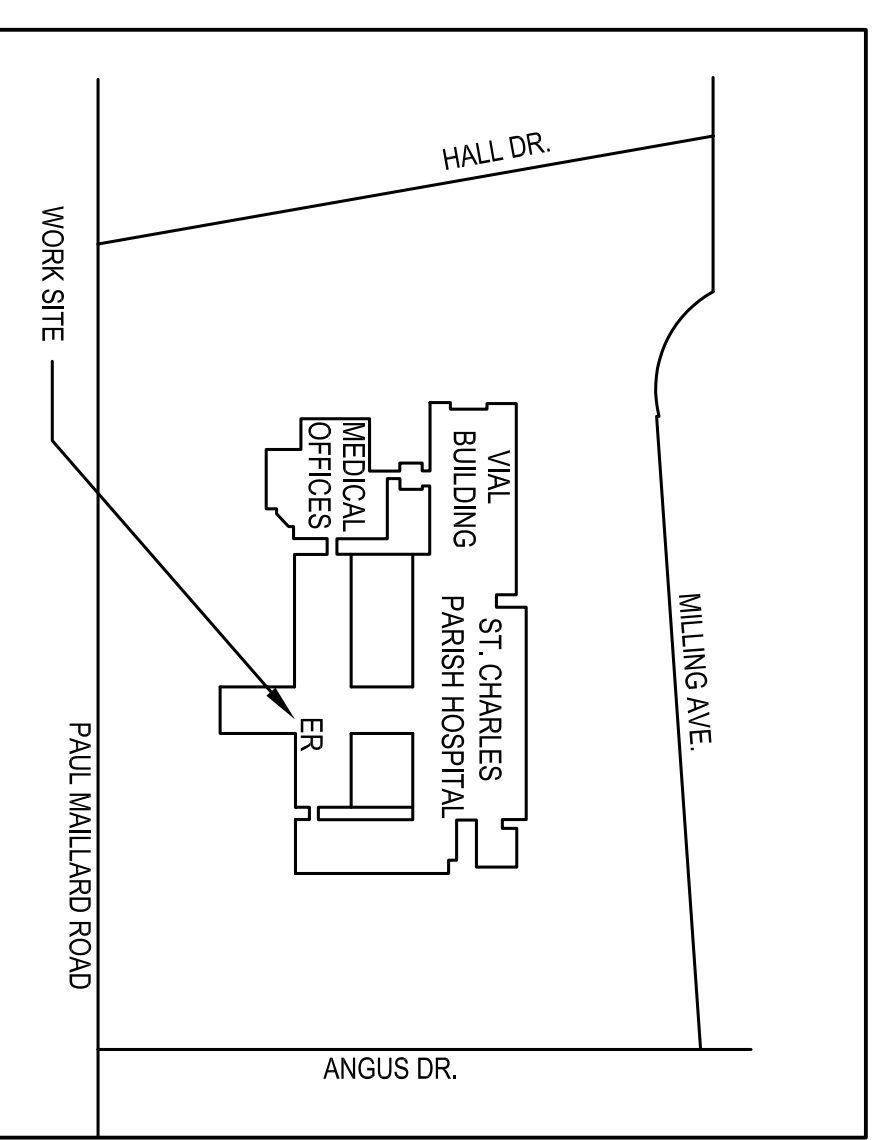 HALL DR.
WORK SITE
VIAL
BUILDING
MEDICAL
OFFICES
MILLING AVE.
ST. CHARLES
PARISH HOSPITAL
ER
PAUL MAILLARD ROAD
ANGUS DR.